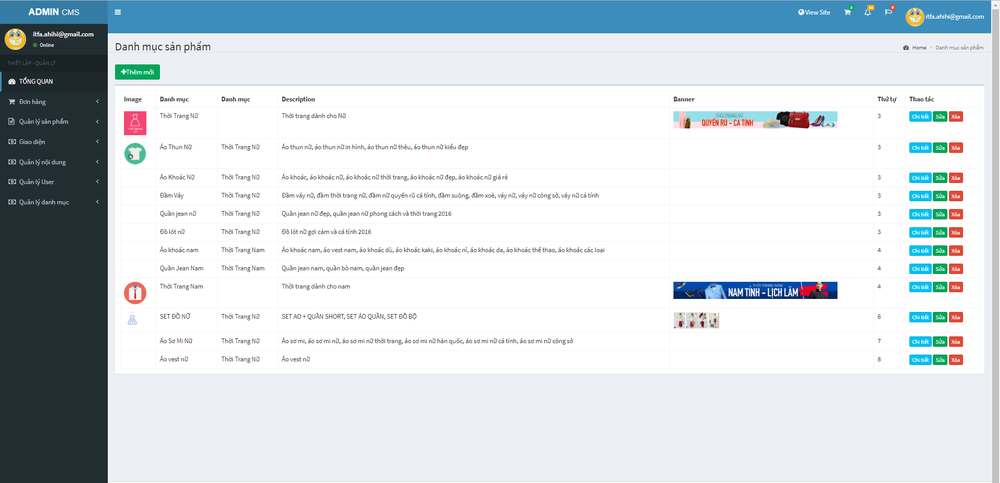 ADMIN CMS
View Site 3 10 9 itfa.ahihi@gmail.com
itfa.ahihi@gmail.com
Online
THIẾT LẬP - QUẢN LÝ
TỔNG QUAN
Đơn hàng
Quản lý sản phẩm
Giao diện
Quản lý nội dung
Quản lý User
Quản lý danh mục
Danh mục sản phẩm
Home > Danh mục sản phẩm
Thêm mới
Image Danh mục Danh mục Description Banner Thứ tự Thao tác
THỜI TRANG NỮ Thời Trang Nữ Thời trang dành cho Nữ THỜI TRANG NỮ QUYẾN RŨ - CÁ TÍNH 3 Chi tiết Sửa Xóa
Áo Thun Nữ Thời Trang Nữ Áo thun nữ, áo thun nữ in hình, áo thun nữ thêu, áo thun nữ kiểu đẹp 3 Chi tiết Sửa Xóa
Áo Khoác Nữ Thời Trang Nữ Áo khoác, áo khoác nữ, áo khoác nữ thời trang, áo khoác nữ đẹp, áo khoác nữ giá rẻ 3 Chi tiết Sửa Xóa
Đầm Váy Thời Trang Nữ Đầm váy nữ, đầm thời trang nữ, đầm nữ quyến rũ cá tính, đầm suông, đầm xoè, váy nữ, váy nữ công sở, váy nữ cá tính 3 Chi tiết Sửa Xóa
Quần jean nữ Thời Trang Nữ Quần jean nữ đẹp, quần jean nữ phong cách và thời trang 2016 3 Chi tiết Sửa Xóa
Đồ lót nữ Thời Trang Nữ Đồ lót nữ gợi cảm và cá tính 2016 3 Chi tiết Sửa Xóa
Áo khoác nam Thời Trang Nam Áo khoác nam, áo vest nam, áo khoác dù, áo khoác kaki, áo khoác nỉ, áo khoác da, áo khoác thể thao, áo khoác các loại 4 Chi tiết Sửa Xóa
Quần Jean Nam Thời Trang Nam Quần jean nam, quần bò nam, quần jean đẹp 4 Chi tiết Sửa Xóa
Thời Trang Nam Thời trang dành cho nam THỜI TRANG NAM NAM TÍNH - LỊCH LÃM 4 Chi tiết Sửa Xóa
SET ĐỒ NỮ Thời Trang Nữ SET AO + QUẦN SHORT, SET ÁO QUẦN, SET ĐỒ BỘ 6 Chi tiết Sửa Xóa
Áo Sơ Mi Nữ Thời Trang Nữ Áo sơ mi, áo sơ mi nữ, áo sơ mi nữ thời trang, áo sơ mi nữ hàn quốc, áo sơ mi nữ cá tính, áo sơ mi nữ công sở 7 Chi tiết Sửa Xóa
Áo vest nữ Thời Trang Nữ Áo vest nữ 8 Chi tiết Sửa Xóa